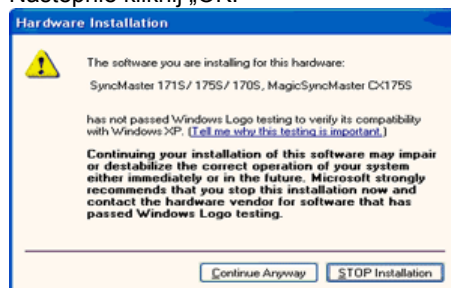 Hardware Installation
The software you are installing for this hardware:
SyncMaster 171S/ 175S/ 170S, MagicSyncMaster CX175S
has not passed Windows Logo testing to verify its compatibility
with Windows XP. (Tell me why this testing is important.)
Continuing your installation of this software may impair
or destabilize the correct operation of your system
either immediately or in the future. Microsoft strongly
recommends that you stop this installation now and
contact the hardware vendor for software that has
passed Windows Logo testing.
Continue Anyway STOP Installation